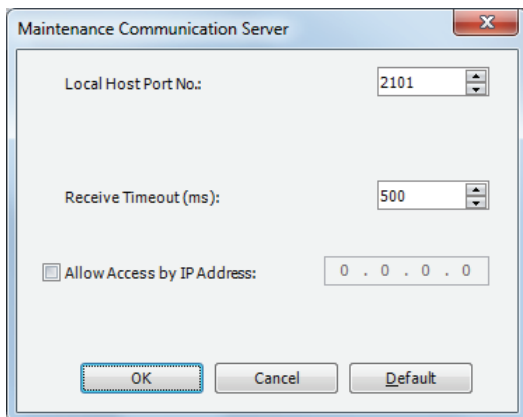 Maintenance Communication Server
Local Host Port No.: 2101
Receive Timeout (ms): 500
Allow Access by IP Address: 0 . 0 . 0 . 0
OK Cancel Default